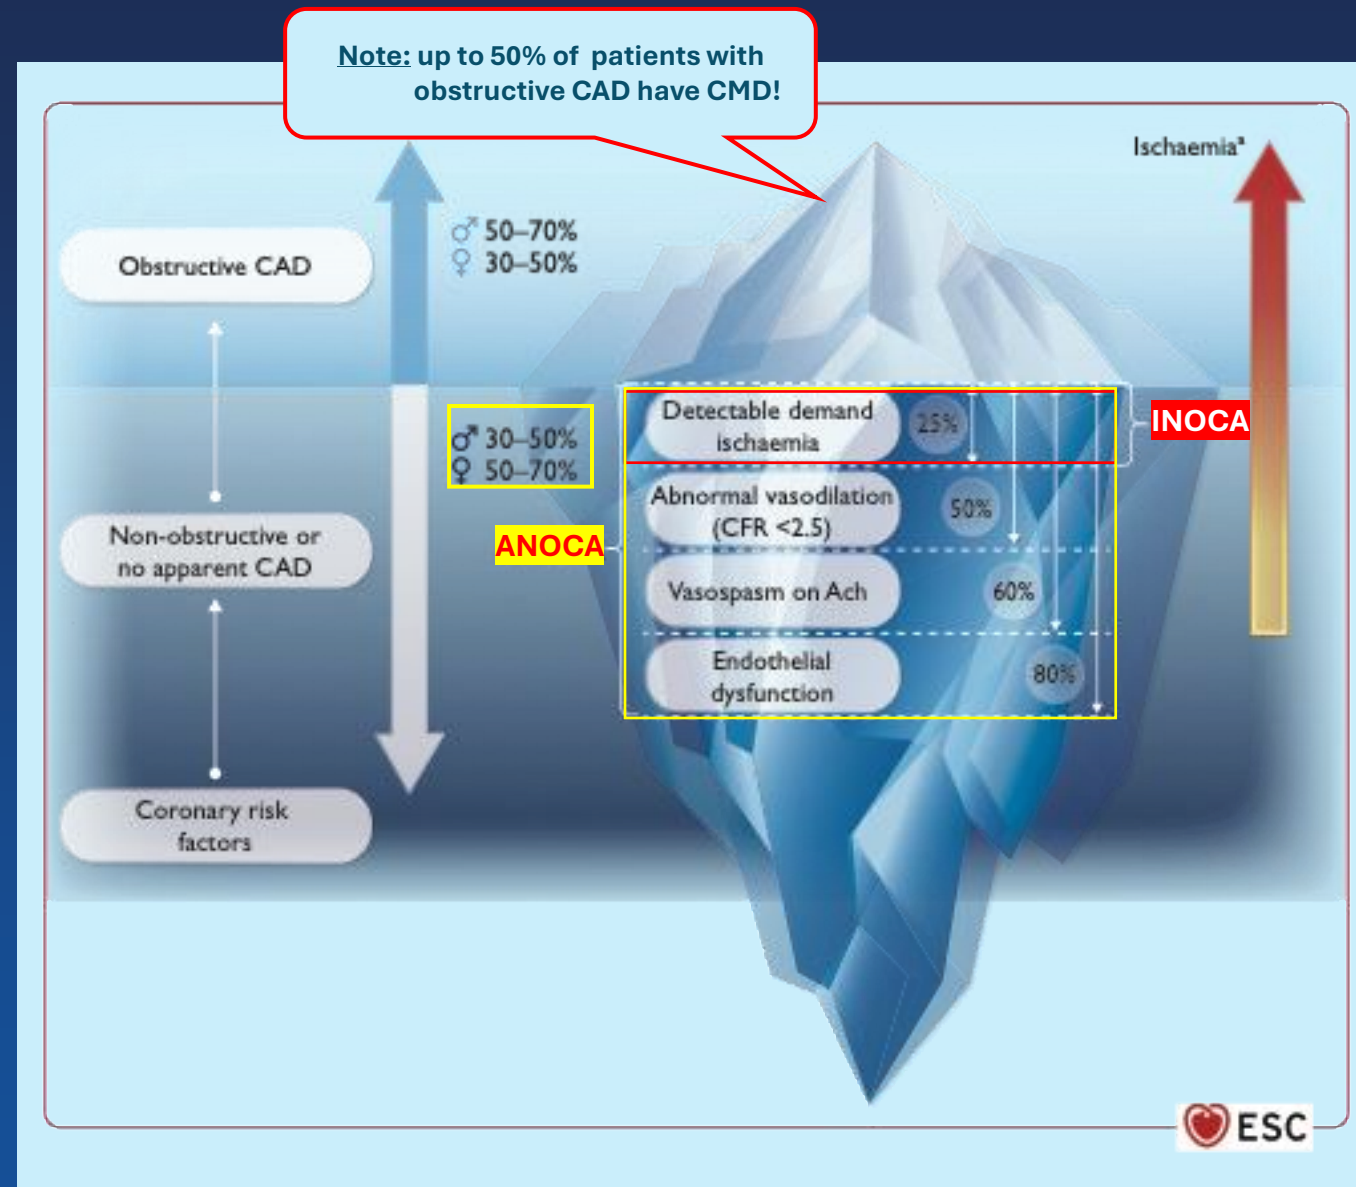 Note: up to 50% of patients with
obstructive CAD have CMD!
Ischaemiaᵃ
♂ 50–70%
♀ 30–50%
Obstructive CAD
Detectable demand
ischaemia
25%
INOCA
♂ 30–50%
♀ 50–70%
Abnormal vasodilation
(CFR <2.5)
50%
ANOCA
Non-obstructive or
no apparent CAD
Vasospasm on Ach
60%
Endothelial
dysfunction
80%
Coronary risk
factors
ESC